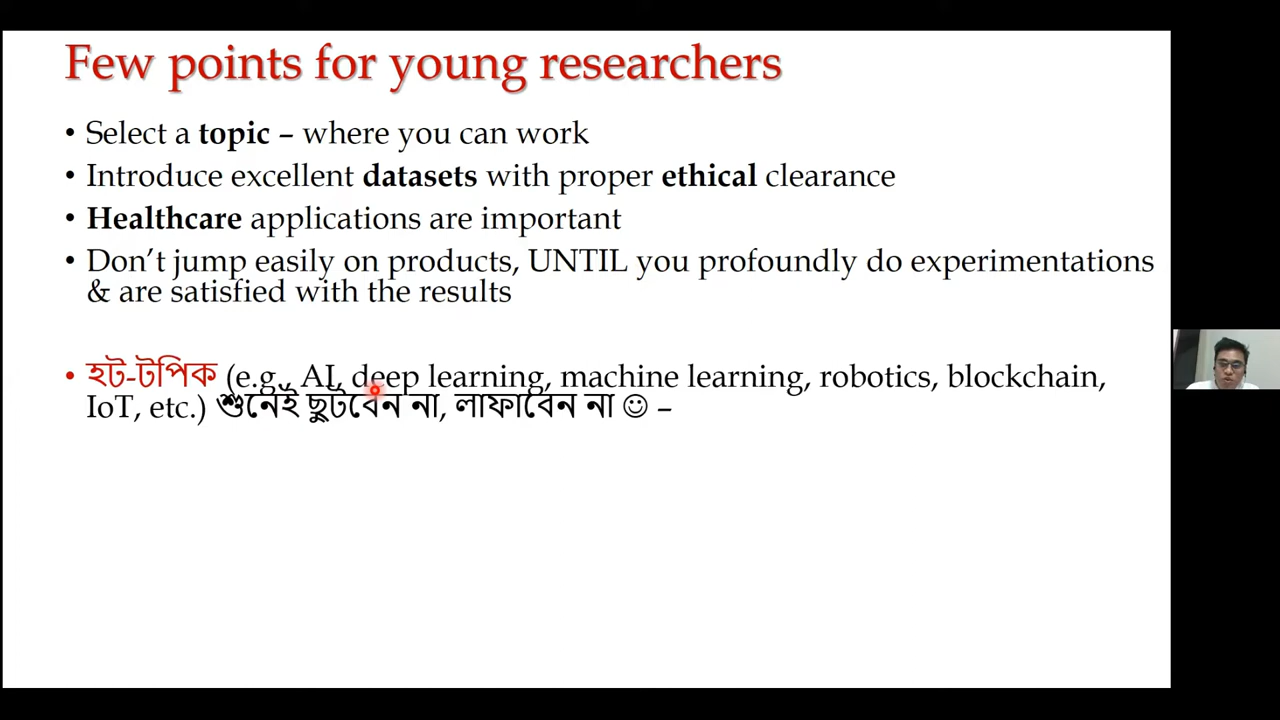 Few points for young researchers
• Select a topic – where you can work
• Introduce excellent datasets with proper ethical clearance
• Healthcare applications are important
• Don't jump easily on products, UNTIL you profoundly do experimentations
& are satisfied with the results
• হট-টপিক (e.g., AI, deep learning, machine learning, robotics, blockchain,
IoT, etc.) শুনেই ছুটবেন না, লাফাবেন না ☺ –